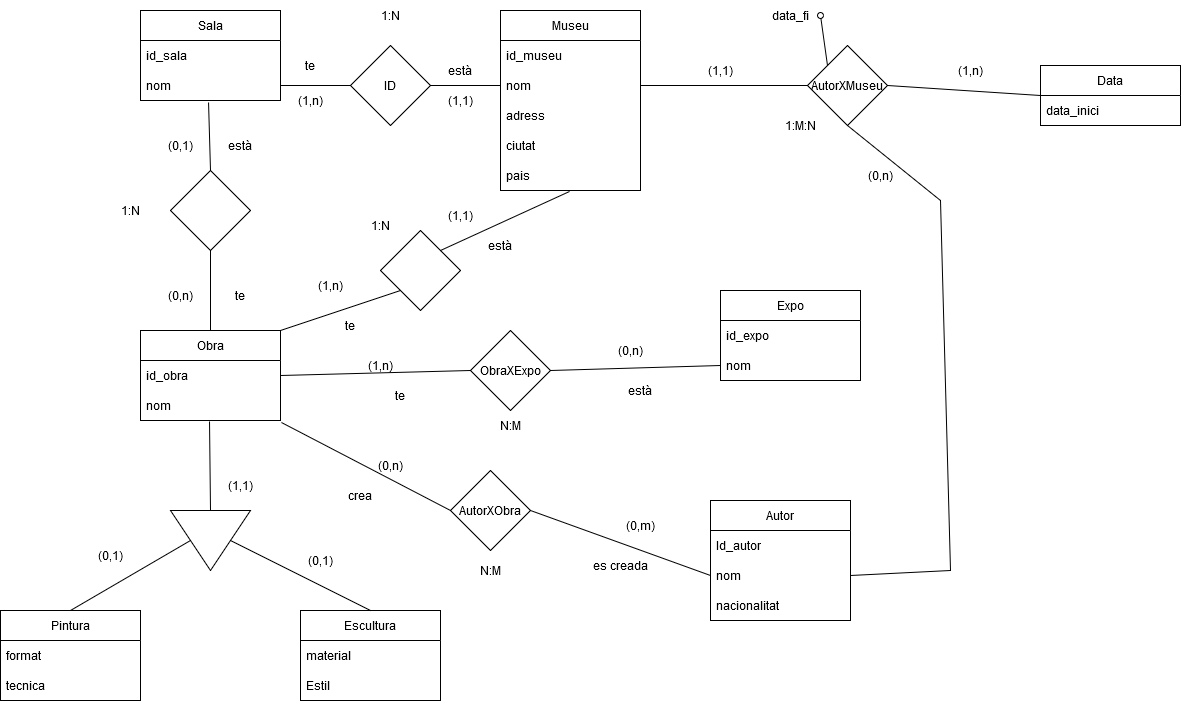 Sala
id_sala
nom
1:N
te
(1,n)
ID
està
(1,1)
Museu
id_museu
nom
adress
ciutat
pais
data_fi
(1,1)
AutorXMuseu
1:M:N
(1,n)
Data
data_inici
(0,n)
(0,1)
està
1:N
(0,n)
te
1:N
(1,1)
està
(1,n)
te
Obra
id_obra
nom
(1,n)
te
ObraXExpo
N:M
(0,n)
està
Expo
id_expo
nom
(0,n)
crea
AutorXObra
N:M
(0,m)
es creada
Autor
Id_autor
nom
nacionalitat
(1,1)
(0,1)
(0,1)
Pintura
format
tecnica
Escultura
material
Estil